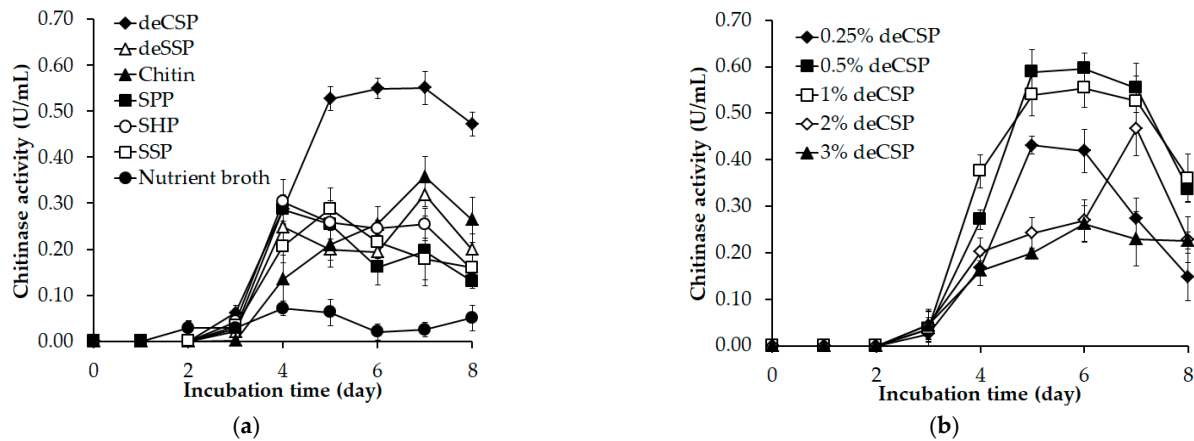 0.70
0.60
0.50
0.40
0.30
0.20
0.10
0.00
Chitinase activity (U/mL)
deCSP
deSSP
Chitin
SPP
SHP
SSP
Nutrient broth
0 2 4 6 8
Incubation time (day)
(a)
0.70
0.60
0.50
0.40
0.30
0.20
0.10
0.00
Chitinase activity (U/mL)
0.25% deCSP
0.5% deCSP
1% deCSP
2% deCSP
3% deCSP
0 2 4 6 8
Incubation time (day)
(b)